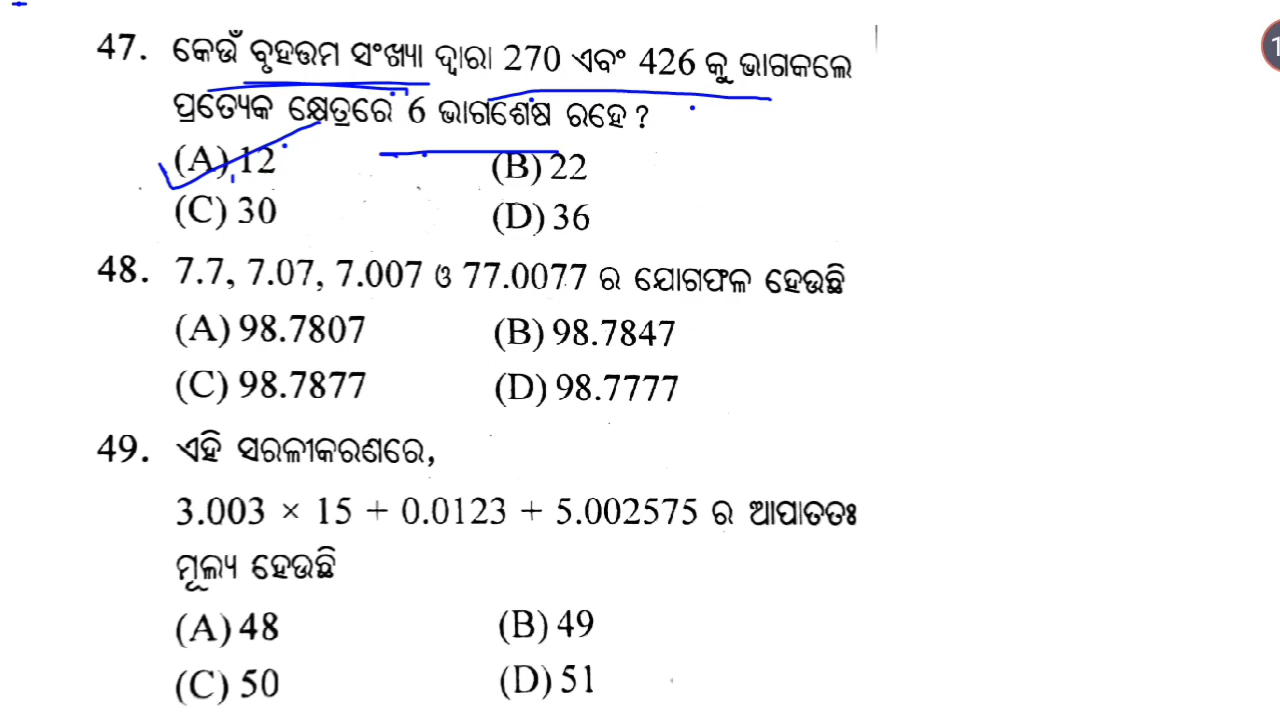 47. କେଉଁ ବୃହତ୍ତମ ସଂଖ୍ୟା ଦ୍ୱାରା 270 ଏବଂ 426 କୁ ଭାଗକଲେ
ପ୍ରତ୍ୟେକ କ୍ଷେତ୍ରରେ 6 ଭାଗଶେଷ ରହେ ?
(A) 12 (B) 22
(C) 30 (D) 36
48. 7.7, 7.07, 7.007 ଓ 77.0077 ର ଯୋଗଫଳ ହେଉଛି
(A) 98.7807 (B) 98.7847
(C) 98.7877 (D) 98.7777
49. ଏହି ସରଳୀକରଣରେ,
3.003 × 15 + 0.0123 + 5.002575 ର ଆପାତତଃ
ମୂଲ୍ୟ ହେଉଛି
(A) 48 (B) 49
(C) 50 (D) 51